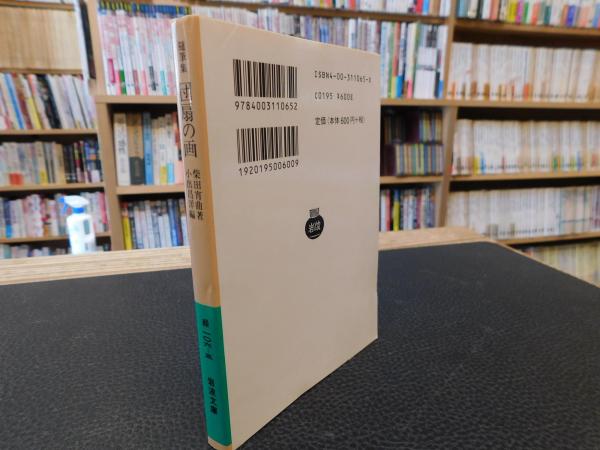 随筆集
団扇の画
柴田宵曲著
小出昌洋編
緑 106-5
岩波文庫
9784003110652
1920195006009
ISBN4-00-311065-X
C0195 ¥600E
定価(本体600円+税)
岩波